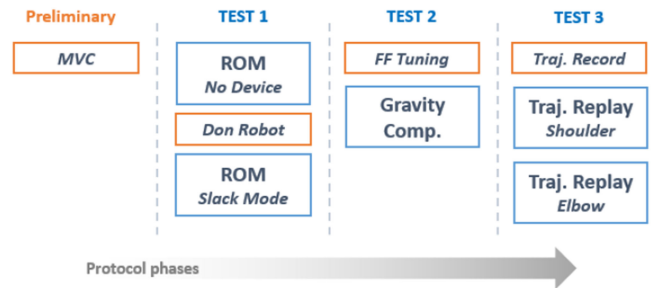 Preliminary
MVC
TEST 1
ROM
No Device
Don Robot
ROM
Slack Mode
TEST 2
FF Tuning
Gravity
Comp.
TEST 3
Traj. Record
Traj. Replay
Shoulder
Traj. Replay
Elbow
Protocol phases